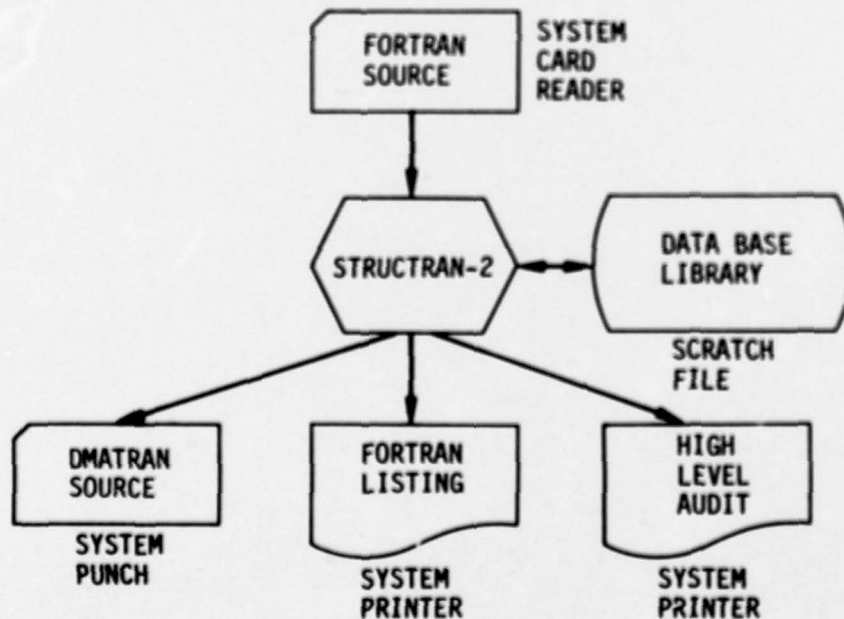 FORTRAN
SOURCE
SYSTEM
CARD
READER
STRUCTRAN-2
DATA BASE
LIBRARY
SCRATCH
FILE
DMATRAN
SOURCE
SYSTEM
PUNCH
FORTRAN
LISTING
SYSTEM
PRINTER
HIGH
LEVEL
AUDIT
SYSTEM
PRINTER